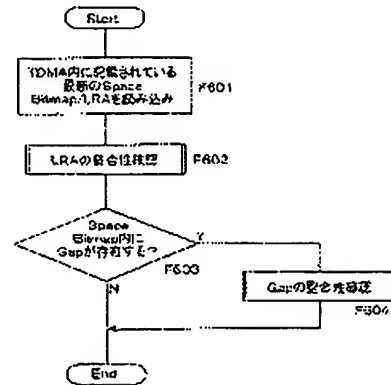 Start
TDMA内に記録されている
最新のSpace
Bitmap/LRAを読み込み
F601
LRAの整合性確認
F602
Space
Bitmap内に
Gapが存在する?
Y
F603
N
Gapの整合性確認
F604
End